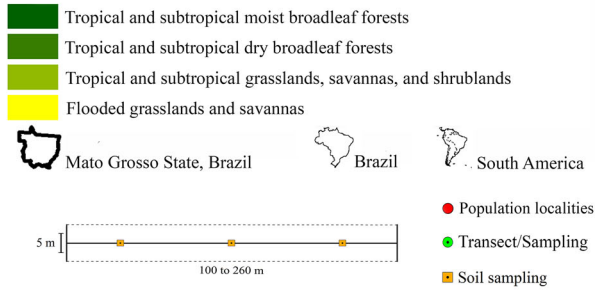 Tropical and subtropical moist broadleaf forests
Tropical and subtropical dry broadleaf forests
Tropical and subtropical grasslands, savannas, and shrublands
Flooded grasslands and savannas
Mato Grosso State, Brazil
Brazil
South America
Population localities
Transect/Sampling
Soil sampling
5 m
100 to 260 m